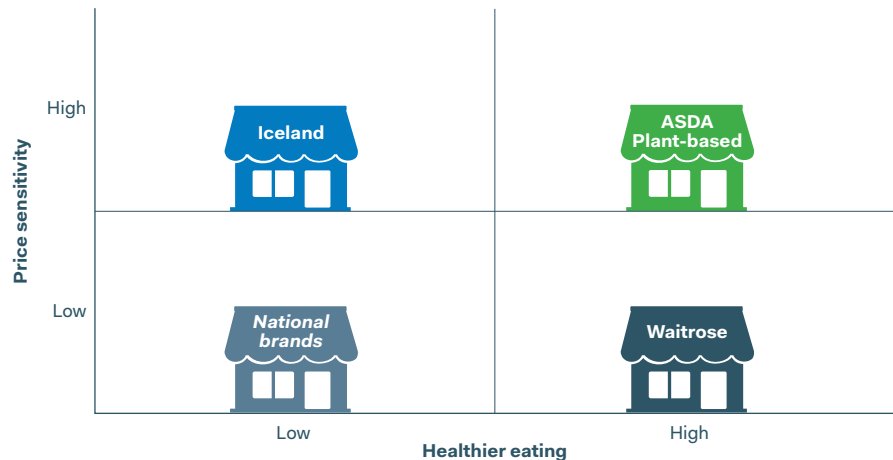 Price sensitivity
High
Low
Iceland
ASDA
Plant-based
National
brands
Waitrose
Low
High
Healthier eating